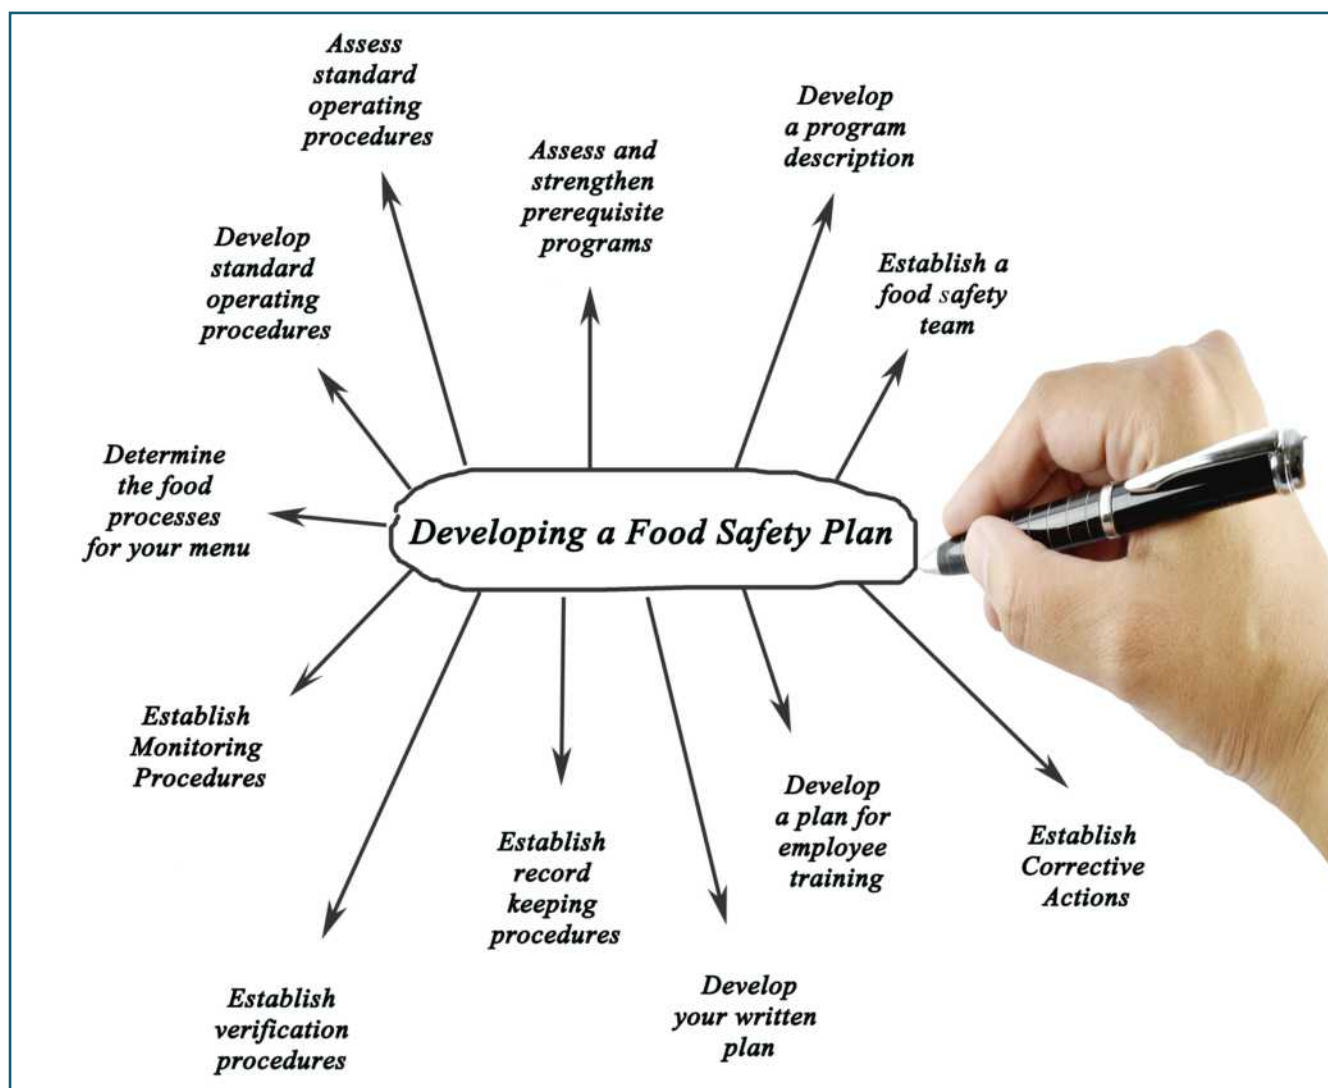 Assess
standard
operating
procedures
Develop
a program
description
Assess and
strengthen
prerequisite
programs
Develop
standard
operating
procedures
Establish a
food safety
team
Determine
the food
processes
for your menu
Developing a Food Safety Plan
Establish
Monitoring
Procedures
Develop
a plan for
employee
training
Establish
record
keeping
procedures
Establish
Corrective
Actions
Establish
verification
procedures
Develop
your written
plan